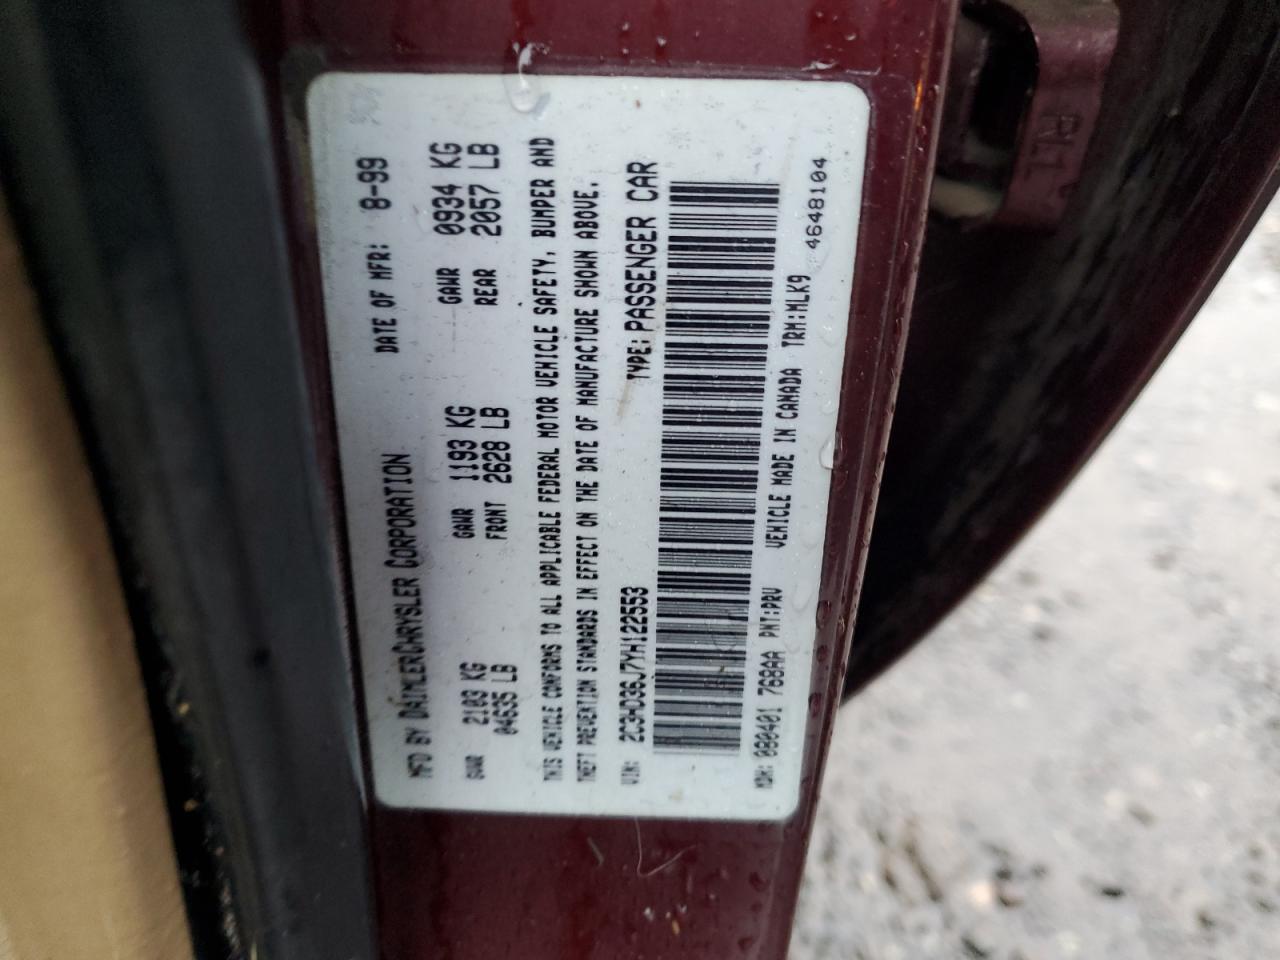 MFD BY DAIMLERCHRYSLER CORPORATION DATE OF MFR: 8-99
GVWR 2103 KG GAWR 1193 KG GAWR 0934 KG
04635 LB FRONT 2628 LB REAR 2057 LB
THIS VEHICLE CONFORMS TO ALL APPLICABLE FEDERAL MOTOR VEHICLE SAFETY, BUMPER AND
THEFT PREVENTION STANDARDS IN EFFECT ON THE DATE OF MANUFACTURE SHOWN ABOVE.
VIN: 2C3HD36J7YH122553 TYPE: PASSENGER CAR
MDH: 080401 768AA PNT:PRV VEHICLE MADE IN CANADA TRM:MLK9
4648104